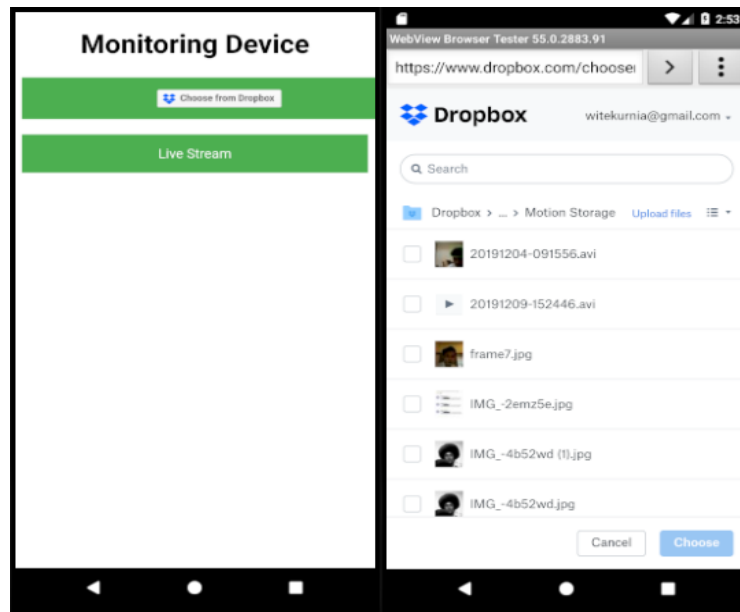 Monitoring Device
Choose from Dropbox
Live Stream
2:53
WebView Browser Tester 55.0.2883.91
https://www.dropbox.com/chooser
Dropbox witekurnia@gmail.com
Search
Dropbox > ... > Motion Storage Upload files
20191204-091556.avi
20191209-152446.avi
frame7.jpg
IMG_-2emz5e.jpg
IMG_-4b52wd (1).jpg
IMG_-4b52wd.jpg
Cancel Choose